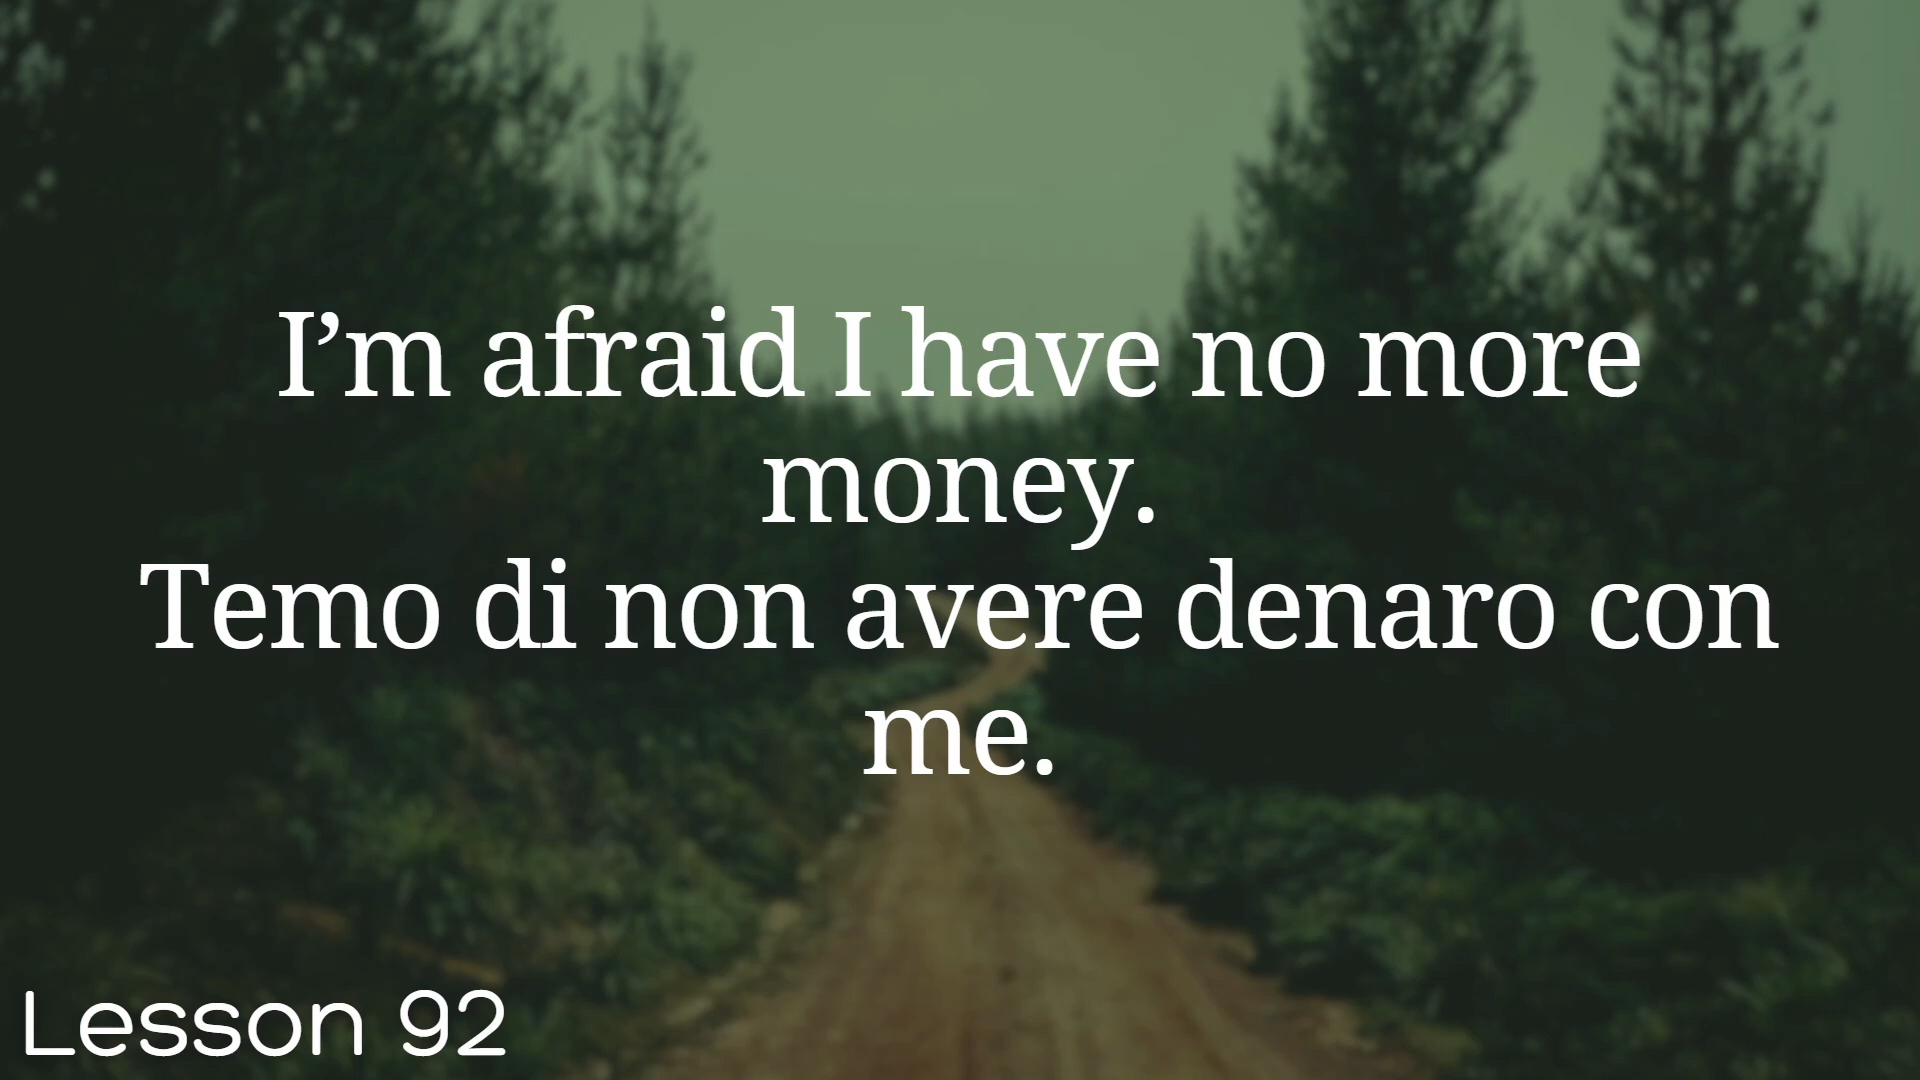 I’m afraid I have no more
money.
Temo di non avere denaro con
me.
Lesson 92